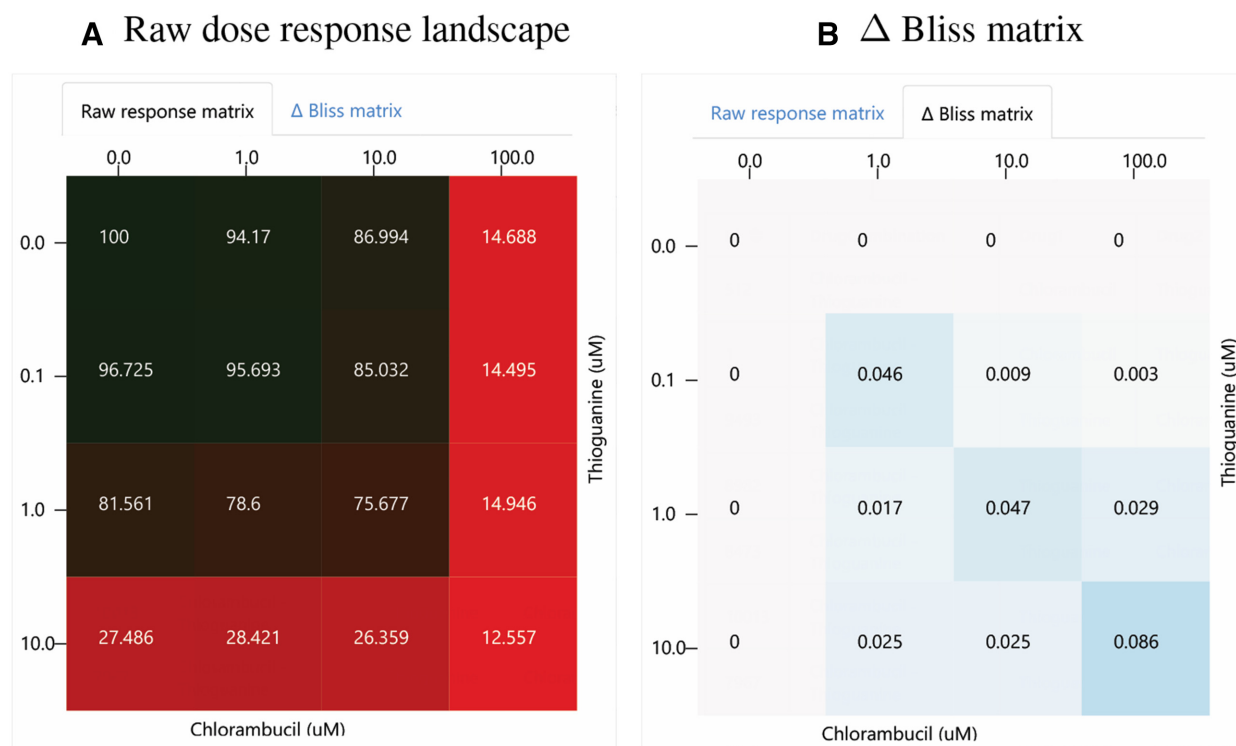 A Raw dose response landscape
Raw response matrix Δ Bliss matrix
0.0 1.0 10.0 100.0
0.0 100 94.17 86.994 14.688
0.1 96.725 95.693 85.032 14.495
1.0 81.561 78.6 75.677 14.946
10.0 27.486 28.421 26.359 12.557
Thioguanine (uM)
Chlorambucil (uM)
B Δ Bliss matrix
Raw response matrix Δ Bliss matrix
0.0 1.0 10.0 100.0
0.0 0 0 0 0
0.1 0 0.046 0.009 0.003
1.0 0 0.017 0.047 0.029
10.0 0 0.025 0.025 0.086
Thioguanine (uM)
Chlorambucil (uM)